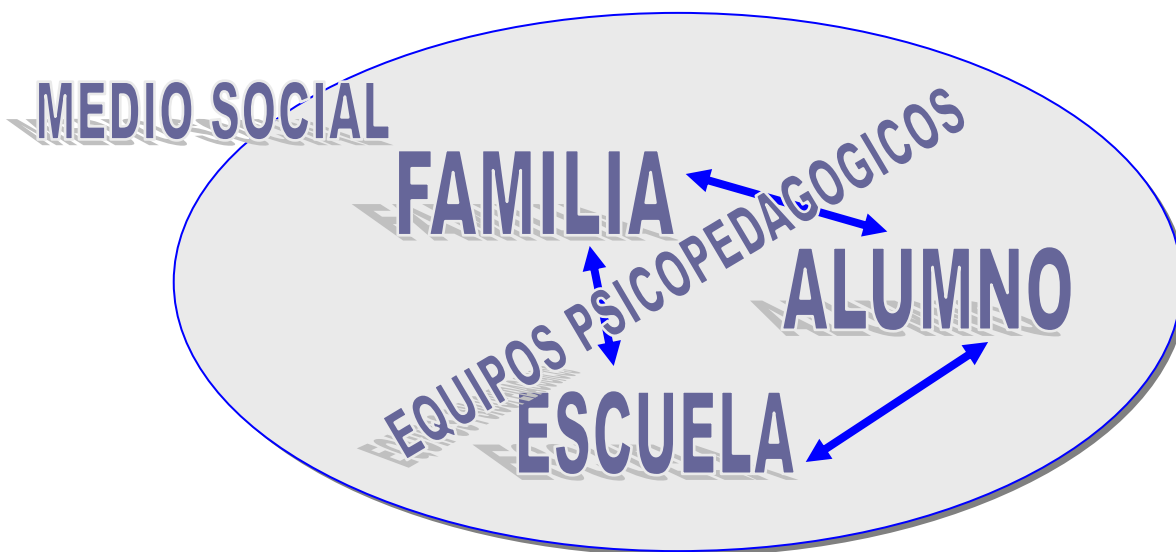 MEDIO SOCIAL
FAMILIA
EQUIPOS PSICOPEDAGOGICOS
ALUMNO
ESCUELA